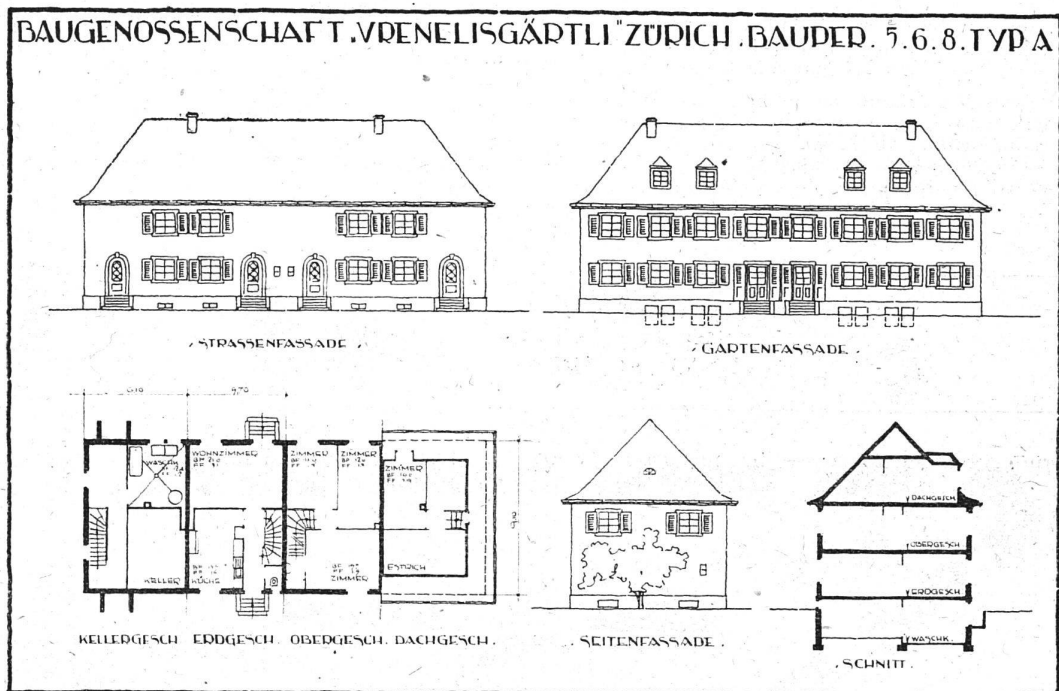 BAUGENOSSENSCHAFT „VRENELISGÄRTLI" ZÜRICH . BAUPER. 5.6.8. TYP A
. STRASSENFASSADE .
. GARTENFASSADE .
WOHNZIMMER
ZIMMER
ZIMMER
ZIMMER
KELLER
KÜCHE
ZIMMER
ESTRICH
KELLERGESCH ERDGESCH. OBERGESCH. DACHGESCH.
. SEITENFASSADE .
DACHGESCH.
OBERGESCH
ERDGESCH.
WASCHK.
. SCHNITT .